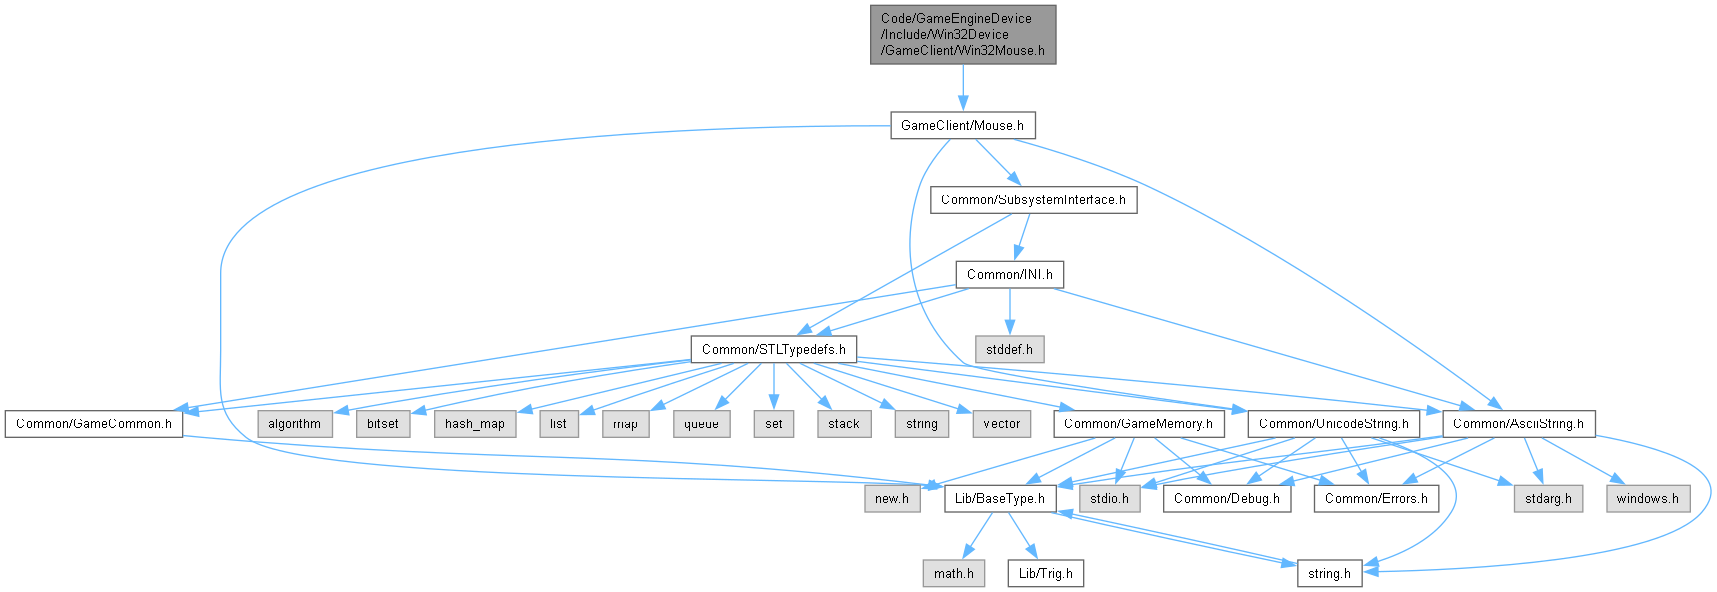 Code/GameEngineDevice
/Include/Win32Device
/GameClient/Win32Mouse.h
GameClient/Mouse.h
Common/SubsystemInterface.h
Common/INI.h
Common/STLTypedefs.h
stddef.h
Common/GameCommon.h
algorithm
bitset
hash_map
list
map
queue
set
stack
string
vector
Common/GameMemory.h
Common/UnicodeString.h
Common/AsciiString.h
new.h
Lib/BaseType.h
stdio.h
Common/Debug.h
Common/Errors.h
stdarg.h
windows.h
math.h
Lib/Trig.h
string.h